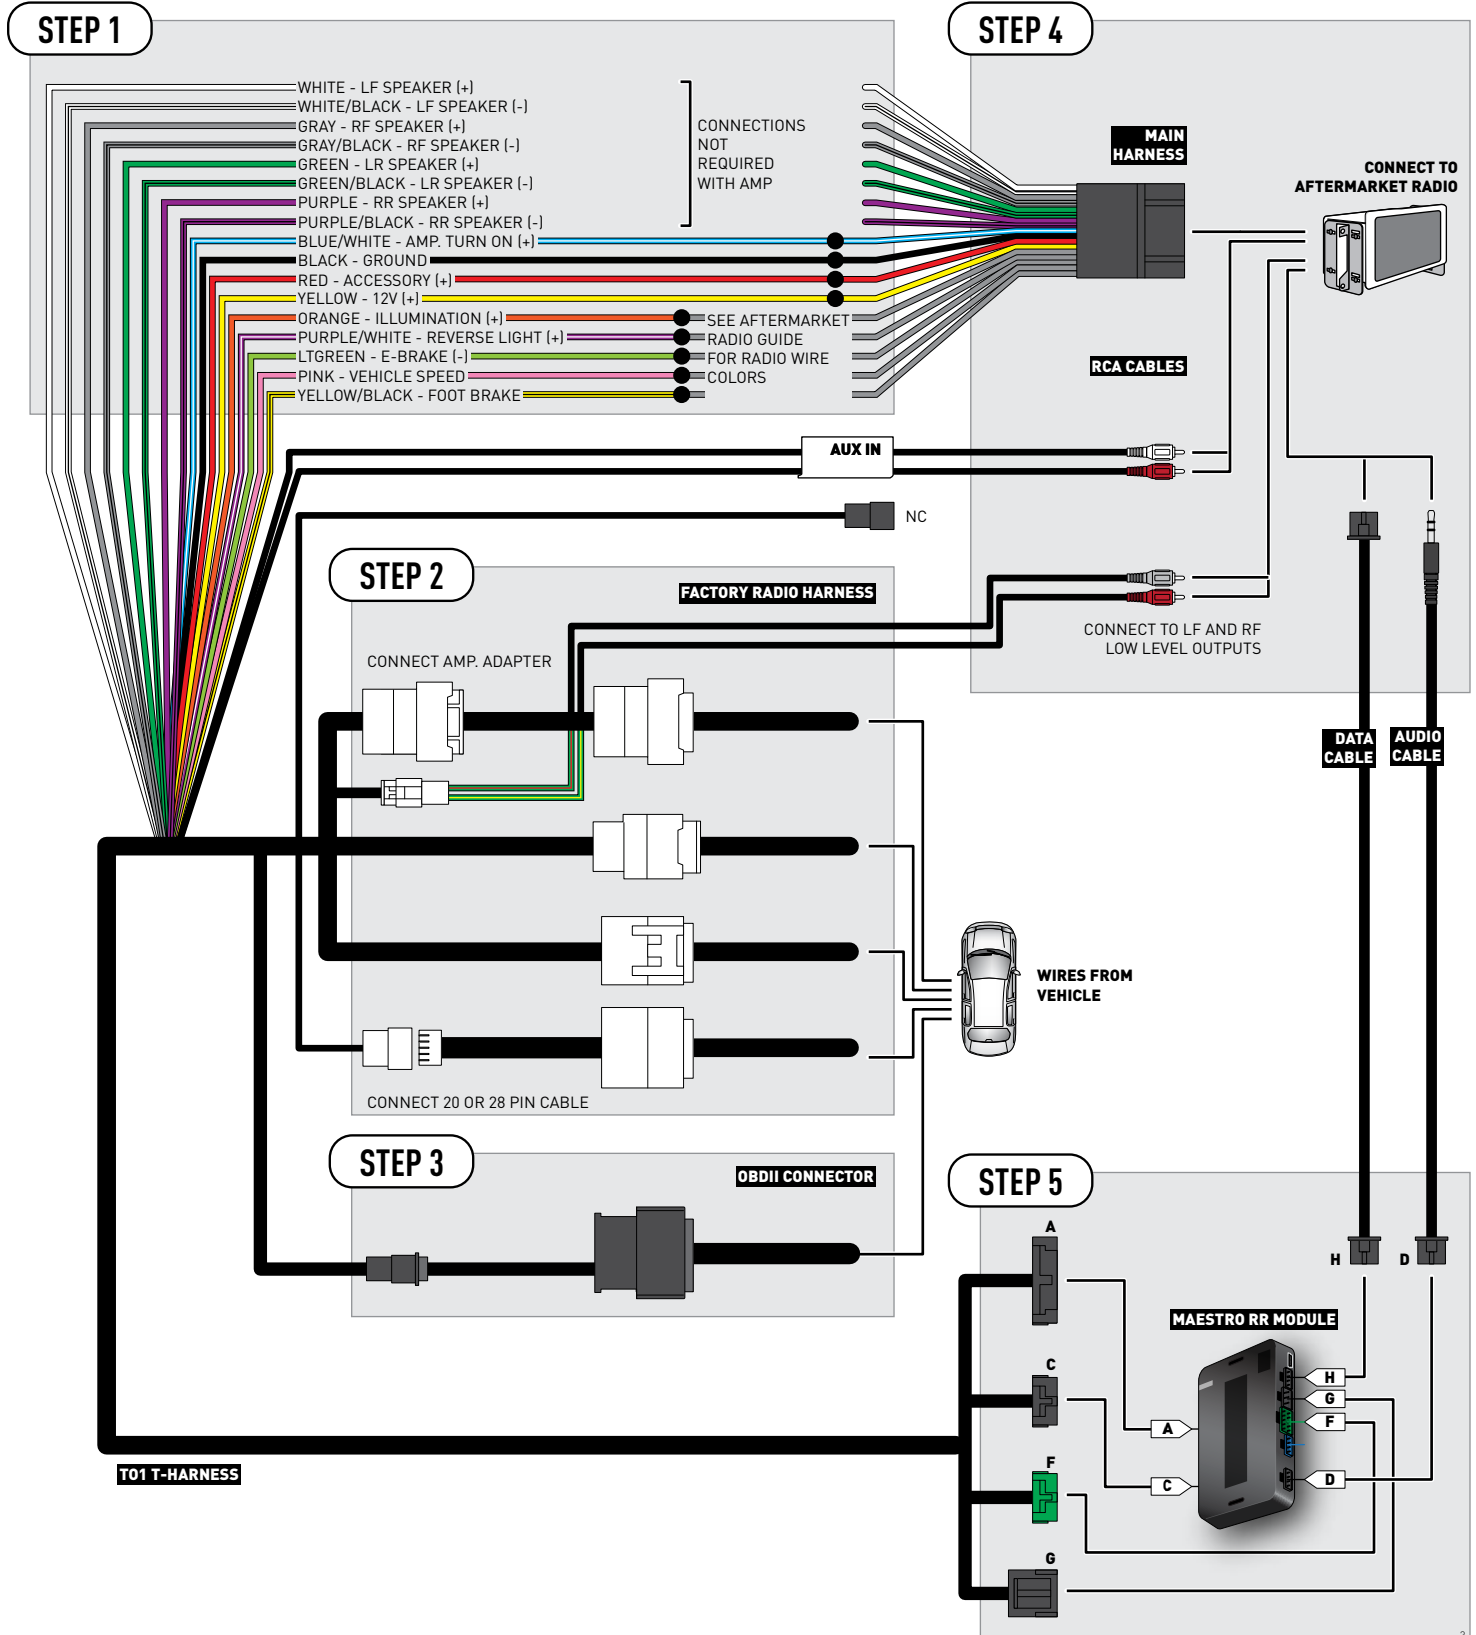 STEP 1
WHITE - LF SPEAKER (+)
WHITE/BLACK - LF SPEAKER (-)
GRAY - RF SPEAKER (+)
GRAY/BLACK - RF SPEAKER (-)
GREEN - LR SPEAKER (+)
GREEN/BLACK - LR SPEAKER (-)
PURPLE - RR SPEAKER (+)
PURPLE/BLACK - RR SPEAKER (-)
BLUE/WHITE - AMP. TURN ON (+)
BLACK - GROUND
RED - ACCESSORY (+)
YELLOW - 12V (+)
ORANGE - ILLUMINATION (+)
PURPLE/WHITE - REVERSE LIGHT (+)
LTGREEN - E-BRAKE (-)
PINK - VEHICLE SPEED
YELLOW/BLACK - FOOT BRAKE
CONNECTIONS
NOT
REQUIRED
WITH AMP
SEE AFTERMARKET
RADIO GUIDE
FOR RADIO WIRE
COLORS
STEP 4
MAIN
HARNESS
CONNECT TO
AFTERMARKET RADIO
RCA CABLES
AUX IN
NC
CONNECT TO LF AND RF
LOW LEVEL OUTPUTS
DATA
CABLE
AUDIO
CABLE
STEP 2
FACTORY RADIO HARNESS
CONNECT AMP. ADAPTER
CONNECT 20 OR 28 PIN CABLE
WIRES FROM
VEHICLE
STEP 3
OBDII CONNECTOR
TO1 T-HARNESS
STEP 5
A
C
F
G
H
D
MAESTRO RR MODULE
H
G
F
D
A
C